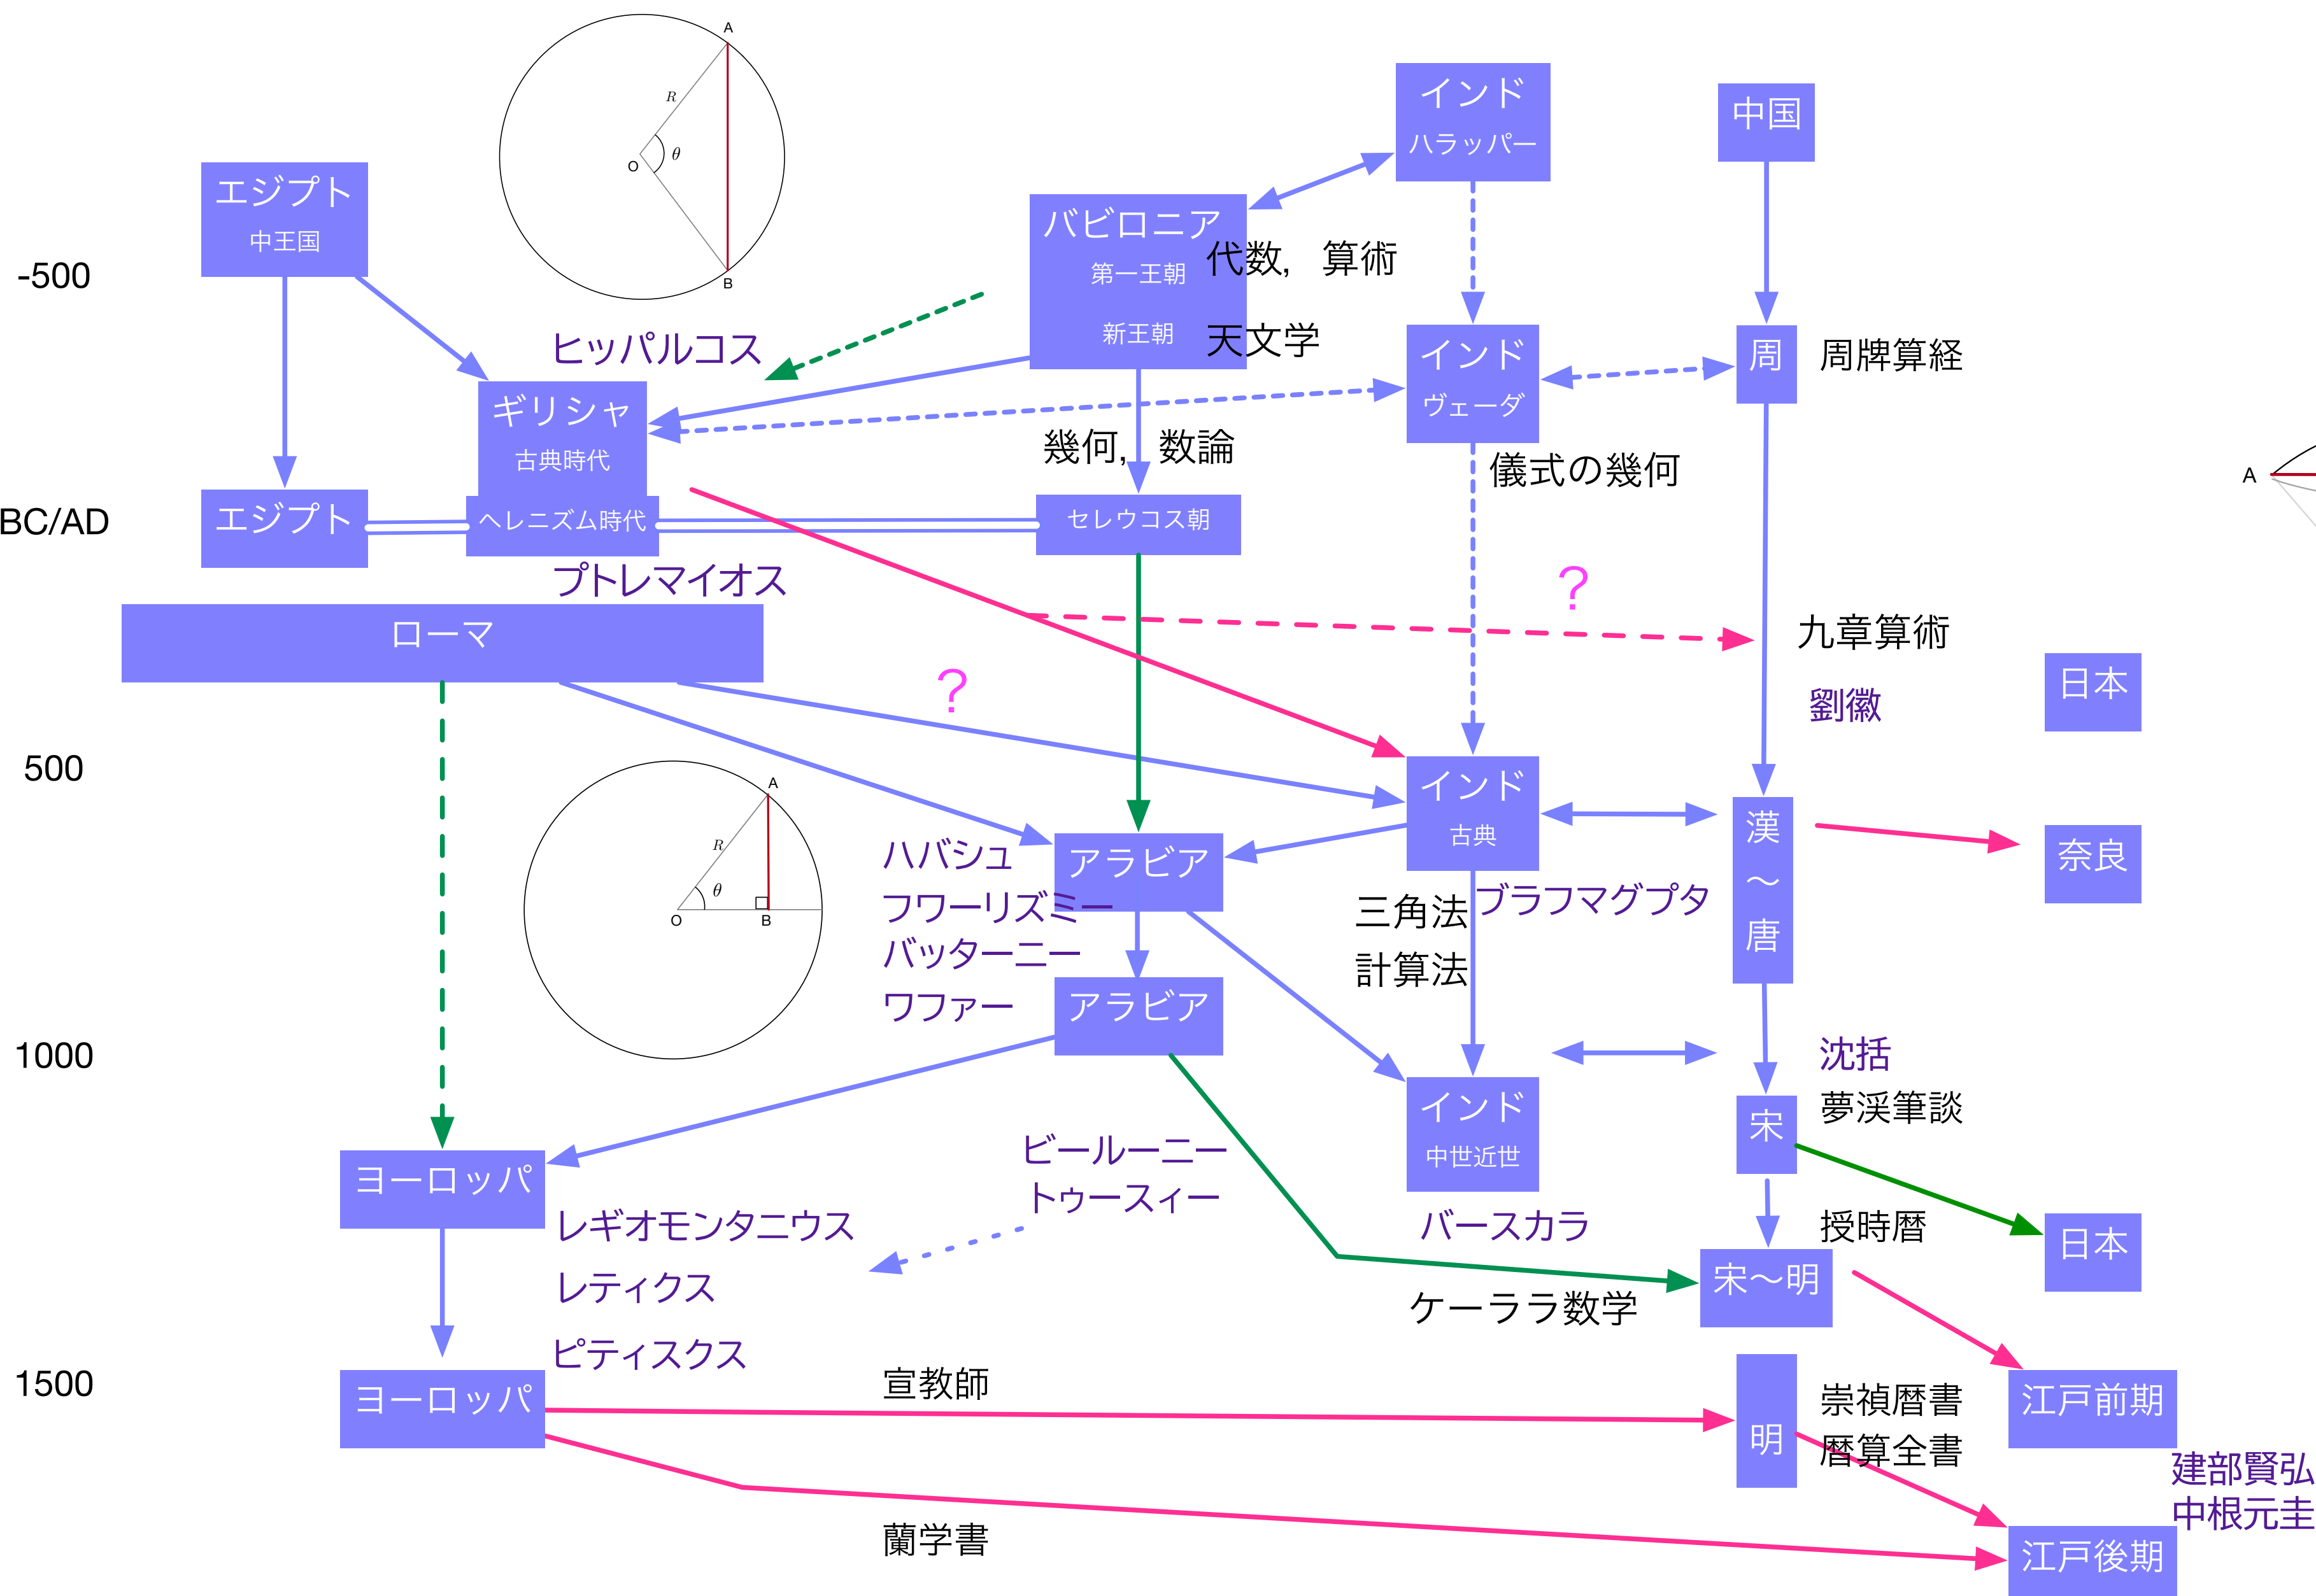 A
R
O
θ
B
インド
ハラッパー
中国
エジプト
中王国
-500
バビロニア
第一王朝
新王朝
代数, 算術
天文学
ヒッパルコス
インド
ヴェーダ
周
周牌算経
ギリシャ
古典時代
ヘレニズム時代
幾何, 数論
儀式の幾何
A
BC/AD
エジプト
セレウコス朝
プトレマイオス
?
ローマ
九章算術
劉徽
日本
?
500
A
R
θ
O
B
インド
古典
漢
~
唐
奈良
ハバシュ
フワーリズミー
バッターニー
ワファー
アラビア
アラビア
三角法
計算法
ブラフマグプタ
1000
沈括
夢渓筆談
宋
インド
中世近世
バースカラ
ヨーロッパ
ビールーニー
トゥースィー
レギオモンタニウス
レティクス
ピティスクス
授時暦
日本
宋~明
ケーララ数学
1500
ヨーロッパ
宣教師
明
崇禎暦書
暦算全書
江戸前期
建部賢弘
中根元圭
蘭学書
江戸後期